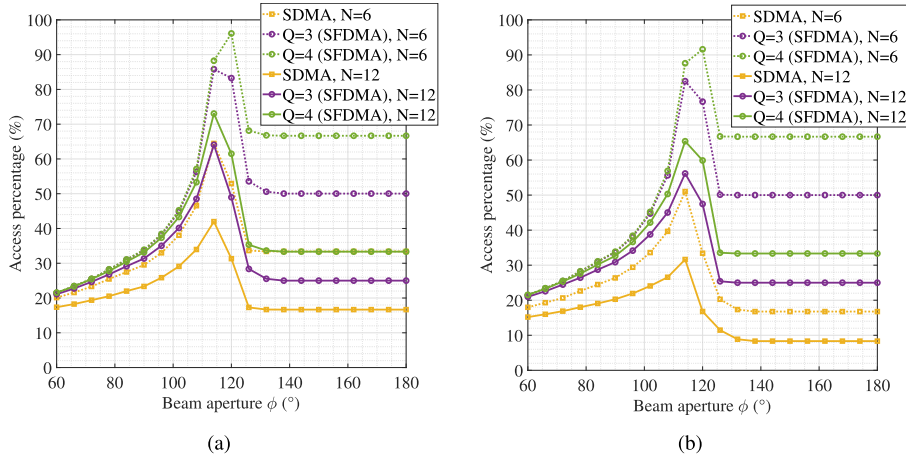 SDMA, N=6
Q=3 (SFDMA), N=6
Q=4 (SFDMA), N=6
SDMA, N=12
Q=3 (SFDMA), N=12
Q=4 (SFDMA), N=12
Access percentage (%)
100
90
80
70
60
50
40
30
20
10
0
60 80 100 120 140 160 180
Beam aperture ϕ (°)
(a)
SDMA, N=6
Q=3 (SFDMA), N=6
Q=4 (SFDMA), N=6
SDMA, N=12
Q=3 (SFDMA), N=12
Q=4 (SFDMA), N=12
Access percentage (%)
100
90
80
70
60
50
40
30
20
10
0
60 80 100 120 140 160 180
Beam aperture ϕ (°)
(b)